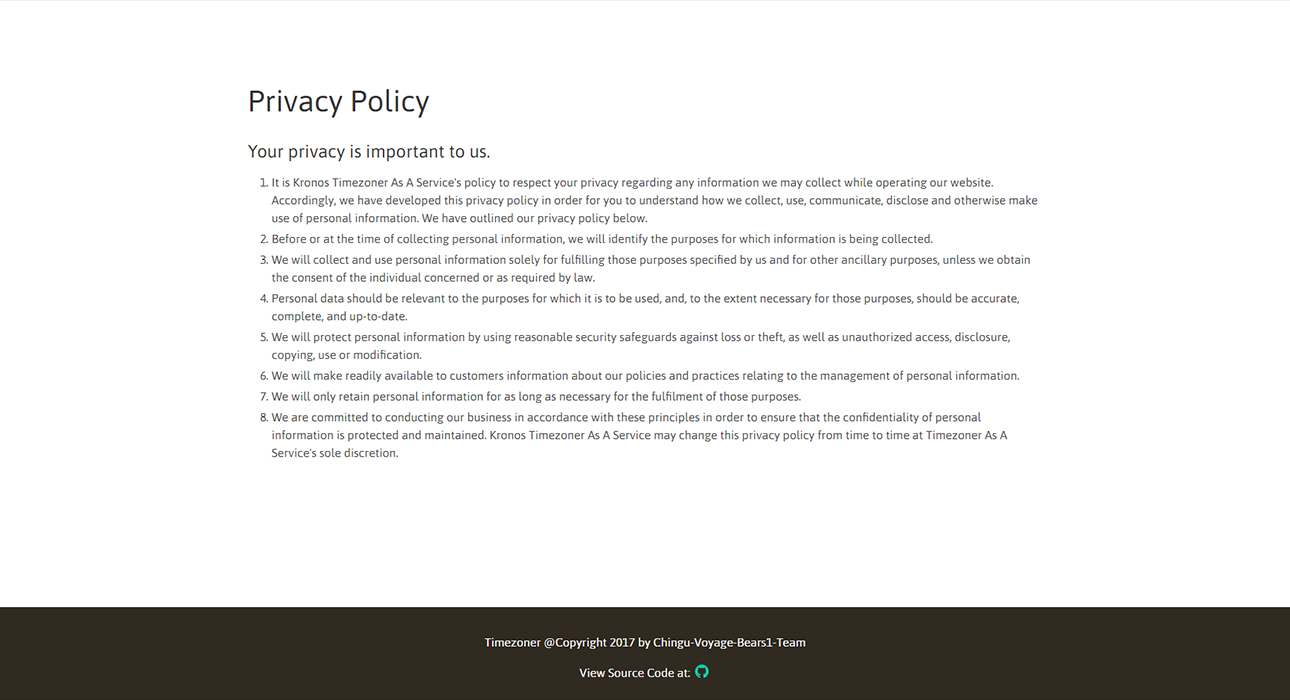 Privacy Policy
Your privacy is important to us.
1. It is Kronos Timezoner As A Service's policy to respect your privacy regarding any information we may collect while operating our website.
Accordingly, we have developed this privacy policy in order for you to understand how we collect, use, communicate, disclose and otherwise make
use of personal information. We have outlined our privacy policy below.
2. Before or at the time of collecting personal information, we will identify the purposes for which information is being collected.
3. We will collect and use personal information solely for fulfilling those purposes specified by us and for other ancillary purposes, unless we obtain
the consent of the individual concerned or as required by law.
4. Personal data should be relevant to the purposes for which it is to be used, and, to the extent necessary for those purposes, should be accurate,
complete, and up-to-date.
5. We will protect personal information by using reasonable security safeguards against loss or theft, as well as unauthorized access, disclosure,
copying, use or modification.
6. We will make readily available to customers information about our policies and practices relating to the management of personal information.
7. We will only retain personal information for as long as necessary for the fulfilment of those purposes.
8. We are committed to conducting our business in accordance with these principles in order to ensure that the confidentiality of personal
information is protected and maintained. Kronos Timezoner As A Service may change this privacy policy from time to time at Timezoner As A
Service's sole discretion.
Timezoner @Copyright 2017 by Chingu-Voyage-Bears1-Team
View Source Code at: